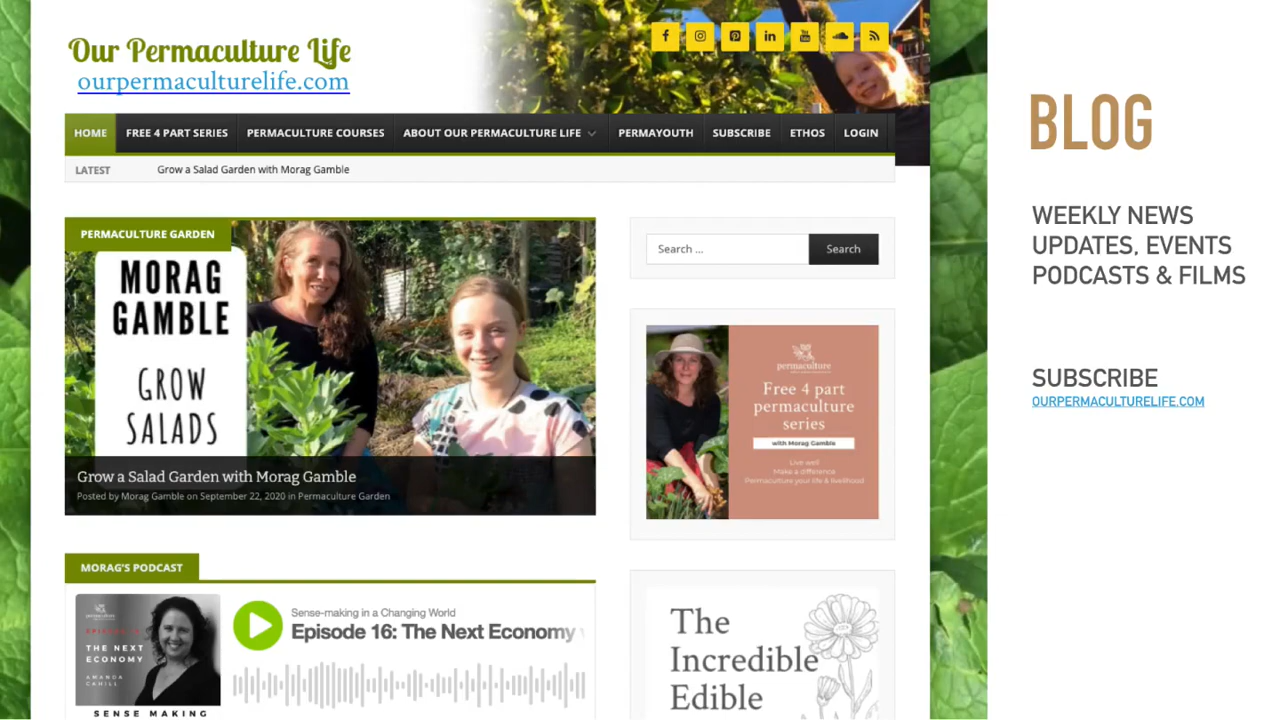 Our Permaculture Life
ourpermaculturelife.com
HOME FREE 4 PART SERIES PERMACULTURE COURSES ABOUT OUR PERMACULTURE LIFE PERMAYOUTH SUBSCRIBE ETHOS LOGIN
LATEST Grow a Salad Garden with Morag Gamble
PERMACULTURE GARDEN
MORAG
GAMBLE
GROW
SALADS
Grow a Salad Garden with Morag Gamble
Posted by Morag Gamble on September 22, 2020 in Permaculture Garden
MORAG'S PODCAST
THE NEXT
ECONOMY
AMANDA
CAHILL
SENSE MAKING
Sense-making in a Changing World
Episode 16: The Next Economy
Search ... Search
permaculture
Free 4 part
permaculture
series
with Morag Gamble
Live well
Make a difference
Permaculture your life & livelihood
The
Incredible
Edible
BLOG
WEEKLY NEWS
UPDATES, EVENTS
PODCASTS & FILMS
SUBSCRIBE
OURPERMACULTURELIFE.COM